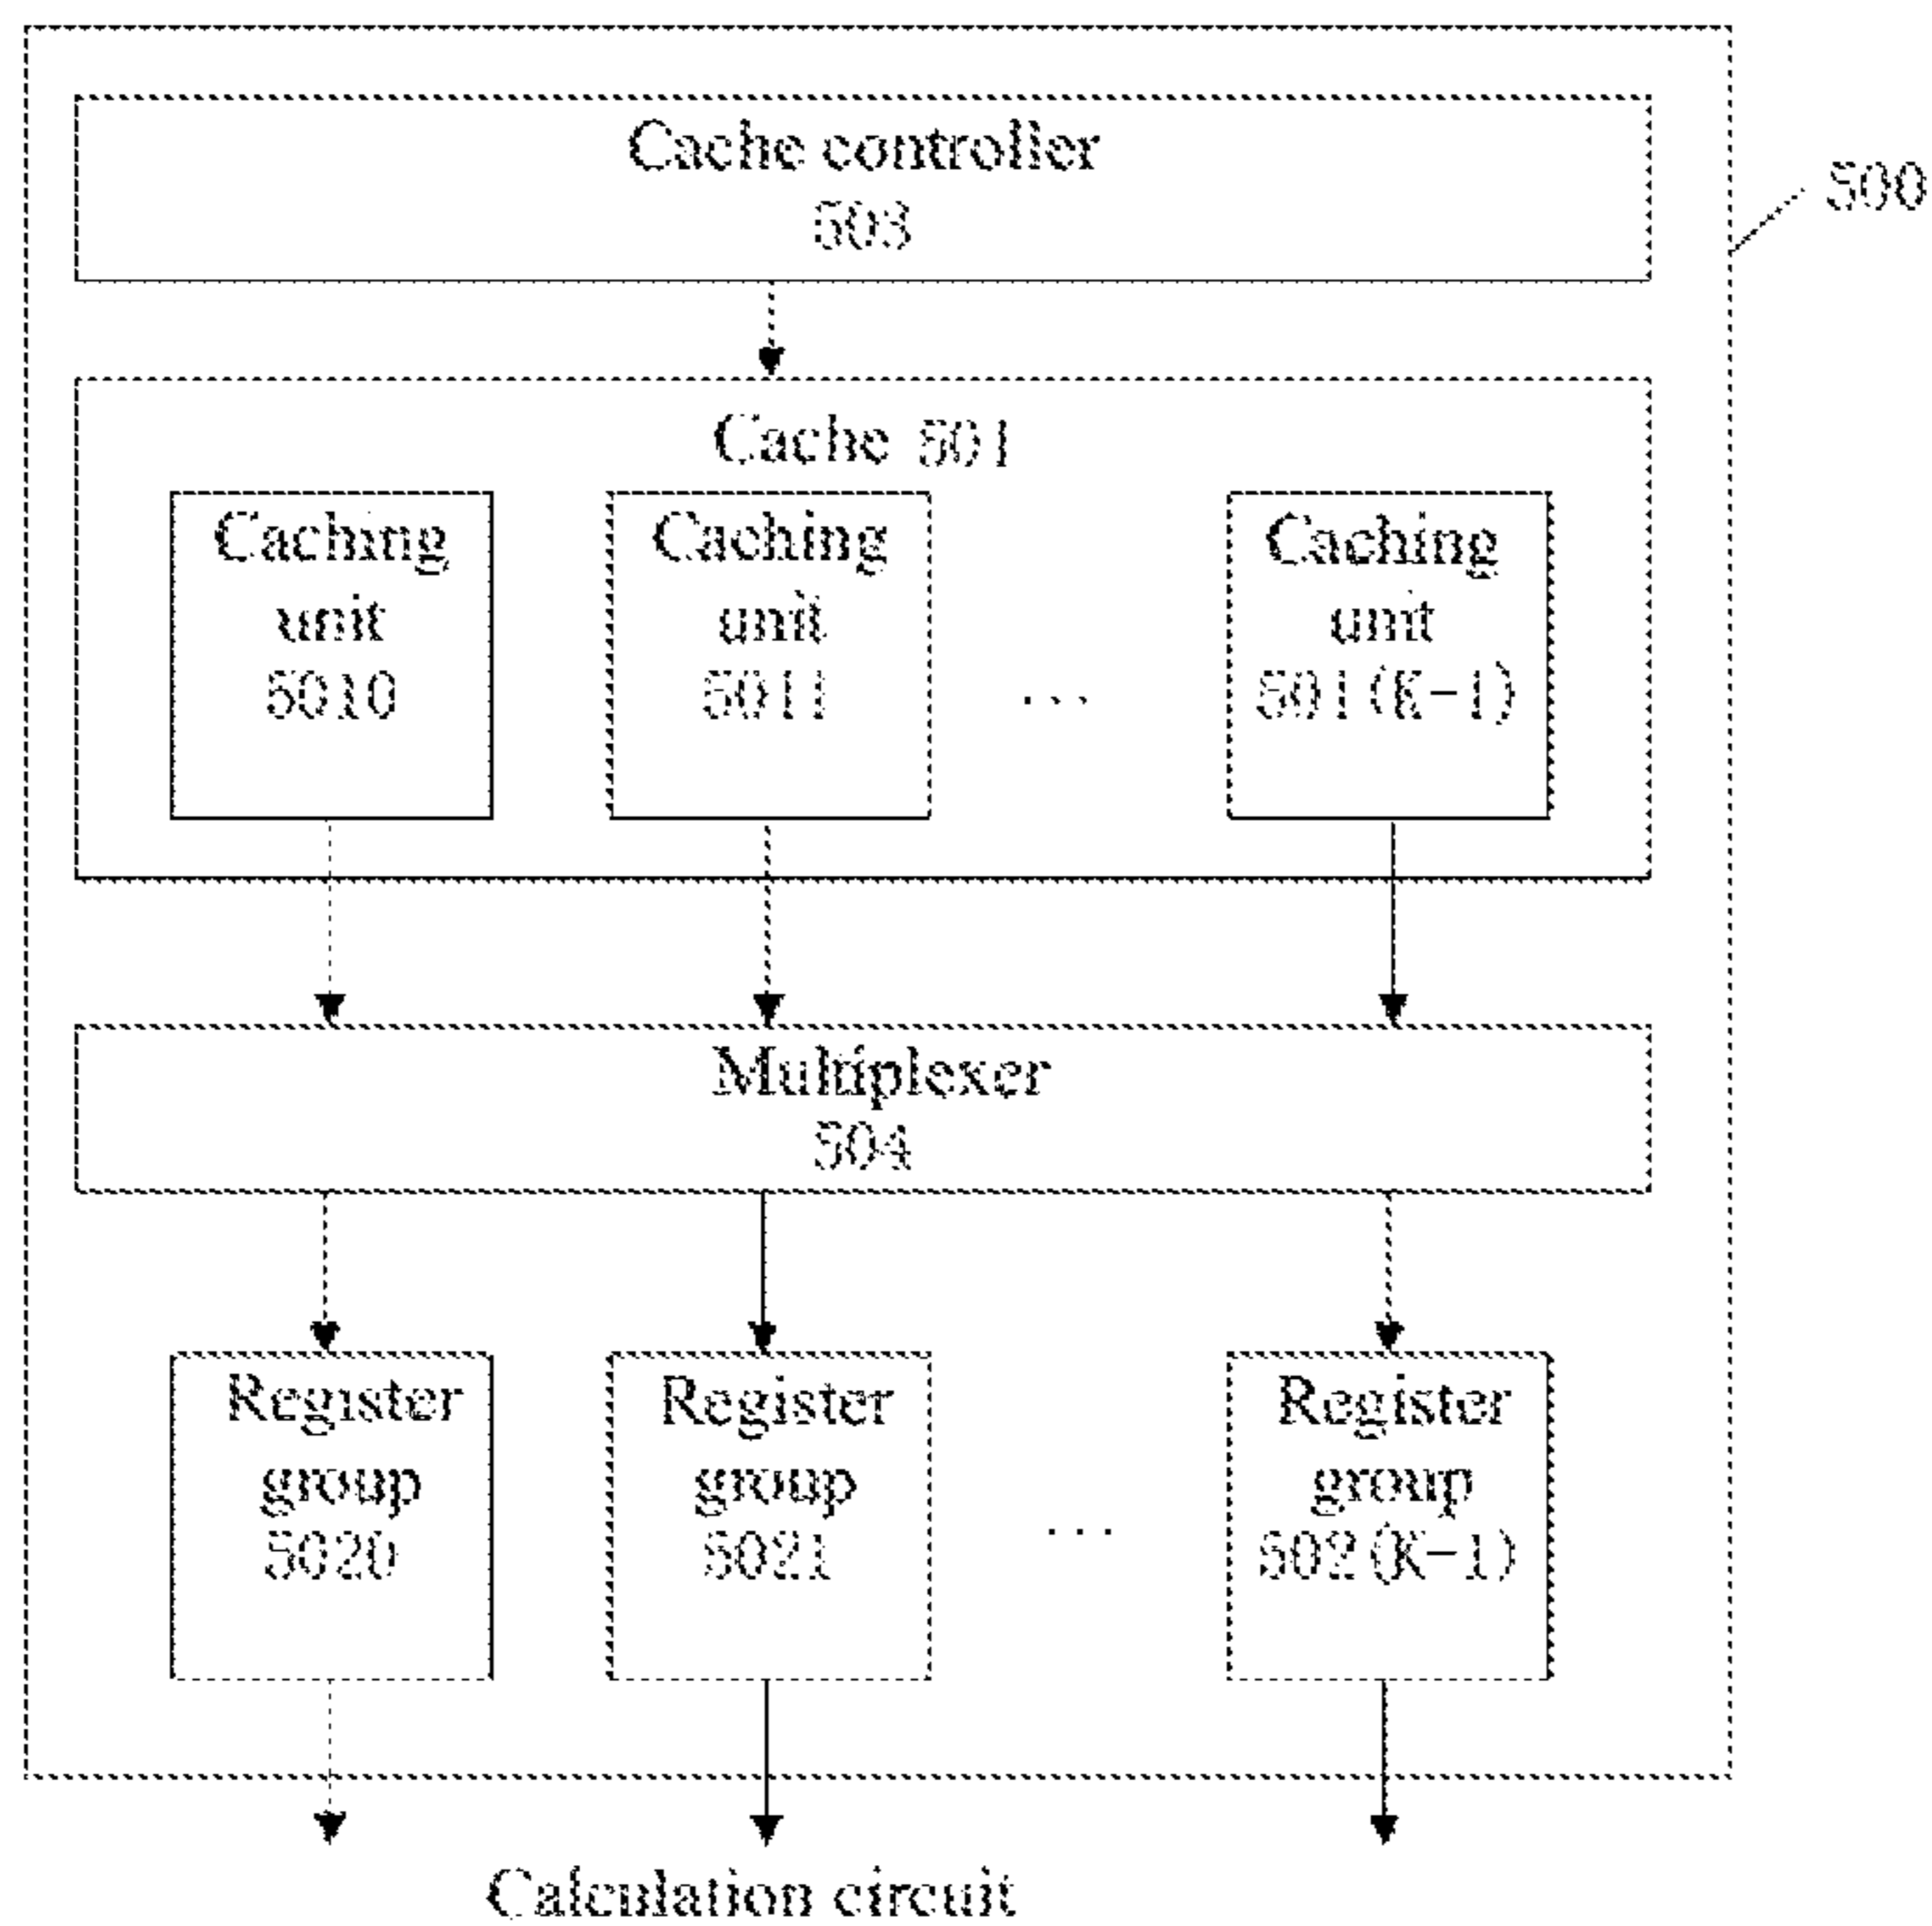 Cache controller
503
500
Cache 501
Caching
unit
5010
Caching
unit
5011
...
Caching
unit
501(K-1)
Multiplexer
504
Register
group
5020
Register
group
5021
...
Register
group
502(K-1)
Calculation circuit